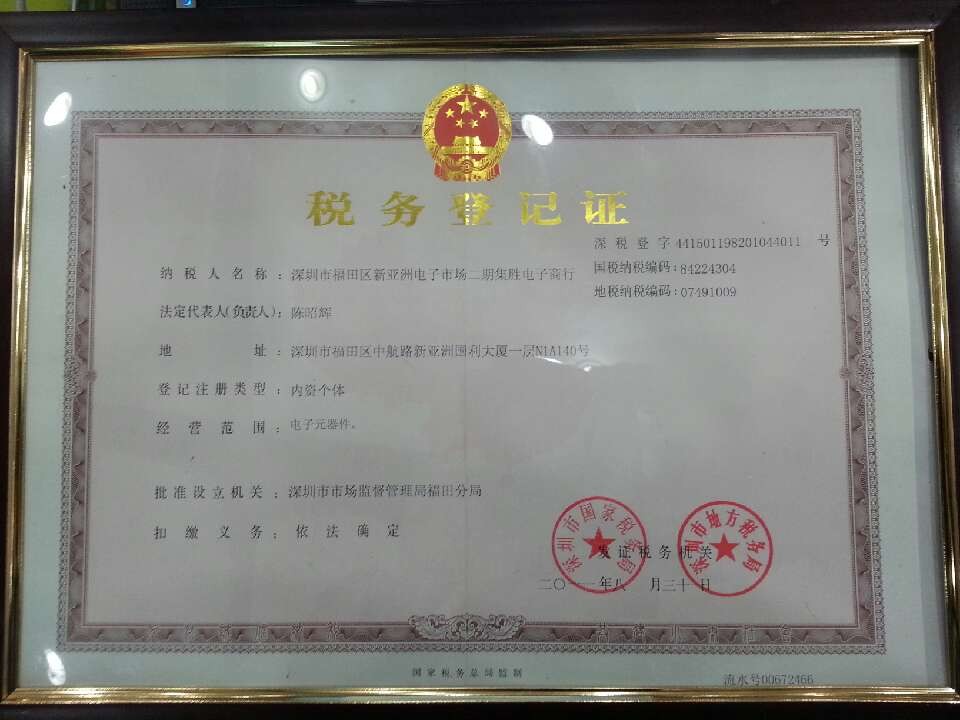 税务登记证
深税登字 441501198201044011 号
国税纳税编码:84224304
地税纳税编码:07491009
纳税人名称:深圳市福田区新亚洲电子市场二期集胜电子商行
法定代表人(负责人):陈昭辉
地址:深圳市福田区中航路新亚洲国利大厦一层N1A140号
登记注册类型:内资个体
经营范围:电子元器件。
批准设立机关:深圳市市场监督管理局福田分局
扣缴义务:依法确定
深圳市国家税务局
深圳市地方税务局
发证税务机关
二〇一一年八月三十日
国家税务总局监制
流水号00672466